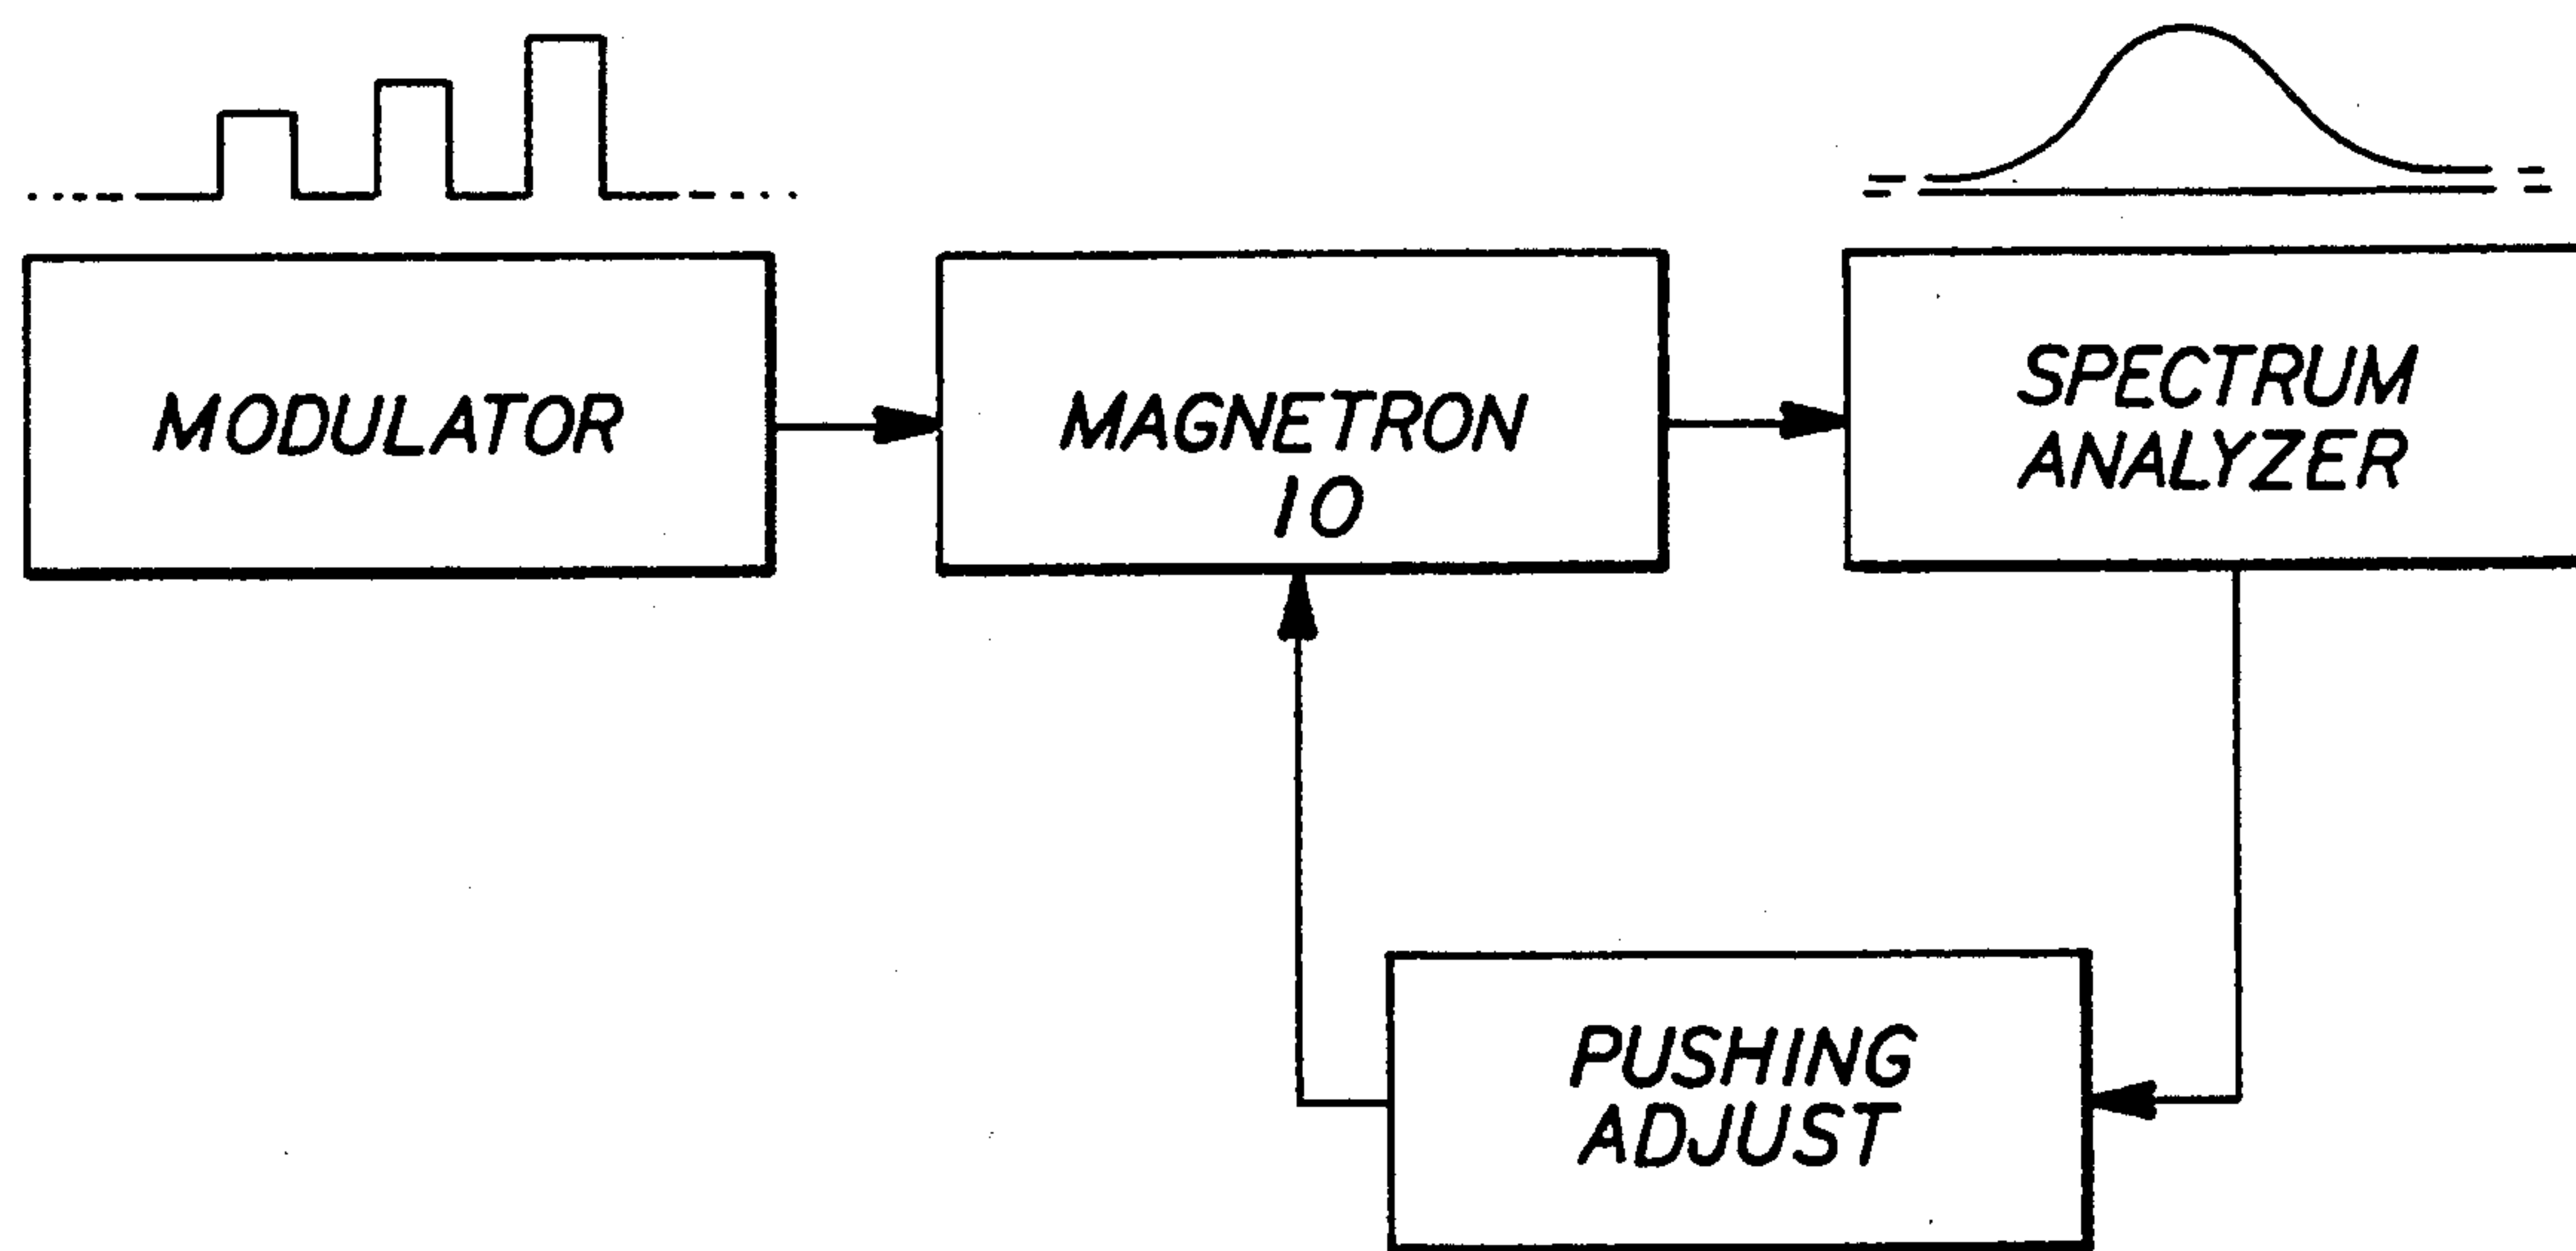 MODULATOR
MAGNETRON
10
SPECTRUM
ANALYZER
PUSHING
ADJUST